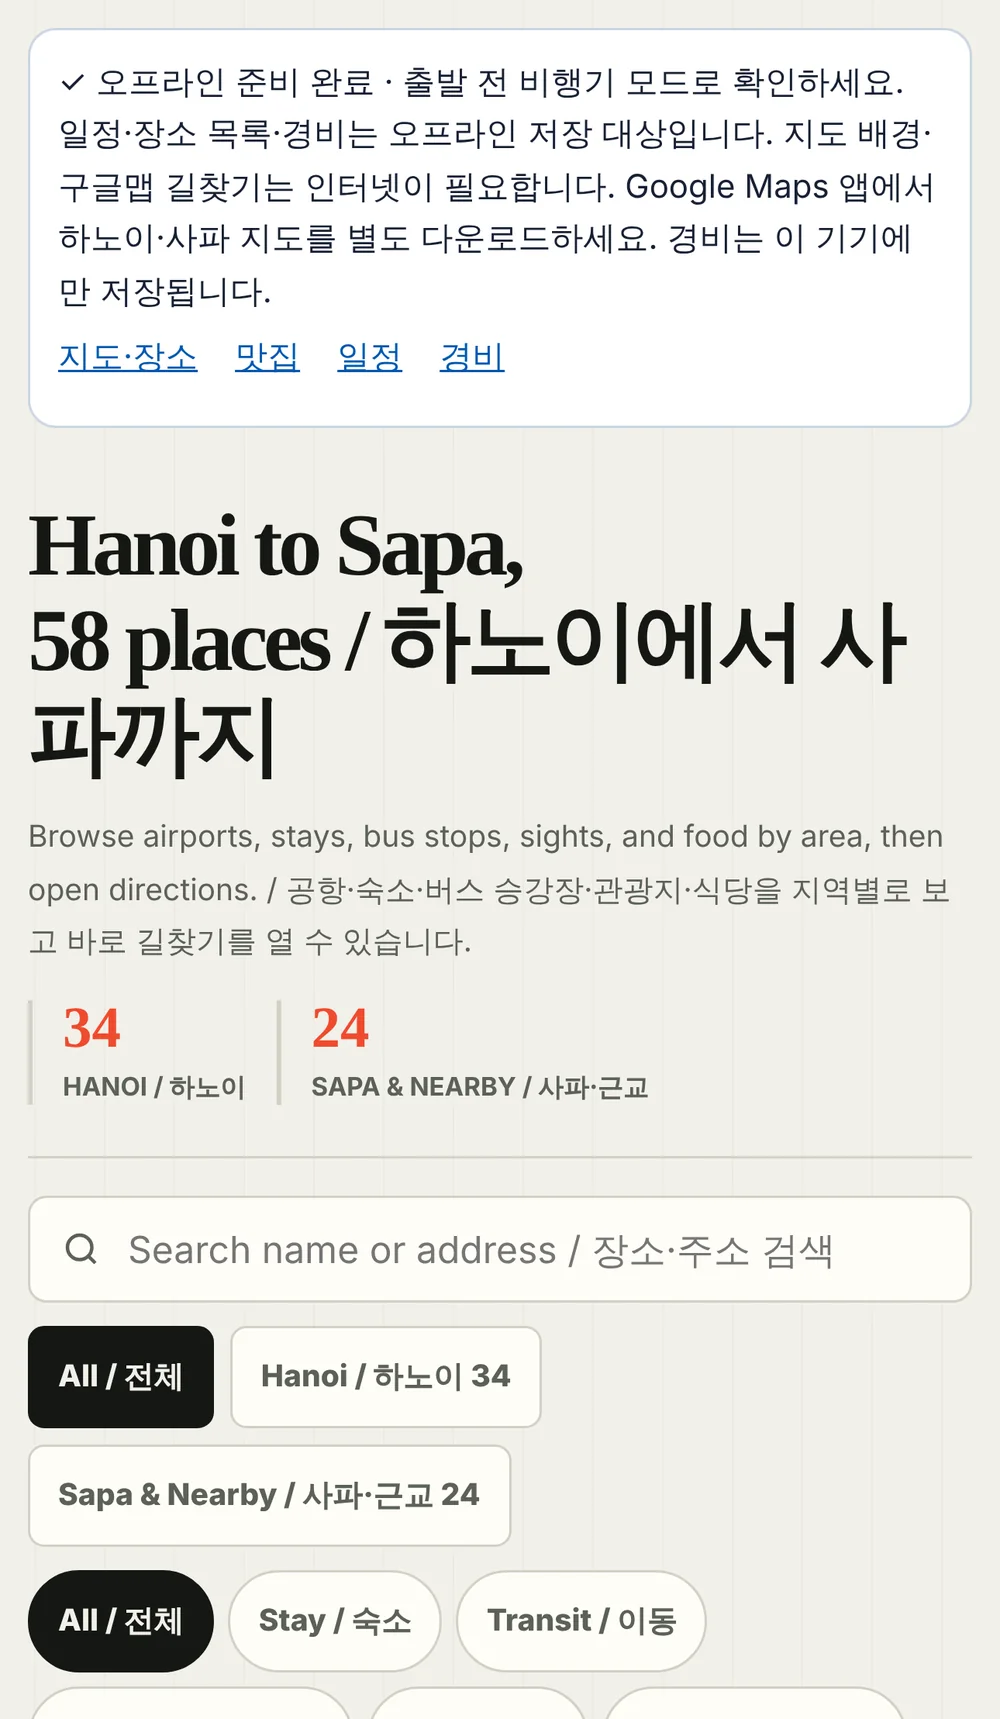 ✓ 오프라인 준비 완료 · 출발 전 비행기 모드로 확인하세요.
일정·장소 목록·경비는 오프라인 저장 대상입니다. 지도 배경·
구글맵 길찾기는 인터넷이 필요합니다. Google Maps 앱에서
하노이·사파 지도를 별도 다운로드하세요. 경비는 이 기기에
만 저장됩니다.
지도·장소 맛집 일정 경비
Hanoi to Sapa,
58 places / 하노이에서 사
파까지
Browse airports, stays, bus stops, sights, and food by area, then
open directions. / 공항·숙소·버스 승강장·관광지·식당을 지역별로 보
고 바로 길찾기를 열 수 있습니다.
34 24
HANOI / 하노이 SAPA & NEARBY / 사파·근교
Search name or address / 장소·주소 검색
All / 전체 Hanoi / 하노이 34
Sapa & Nearby / 사파·근교 24
All / 전체 Stay / 숙소 Transit / 이동